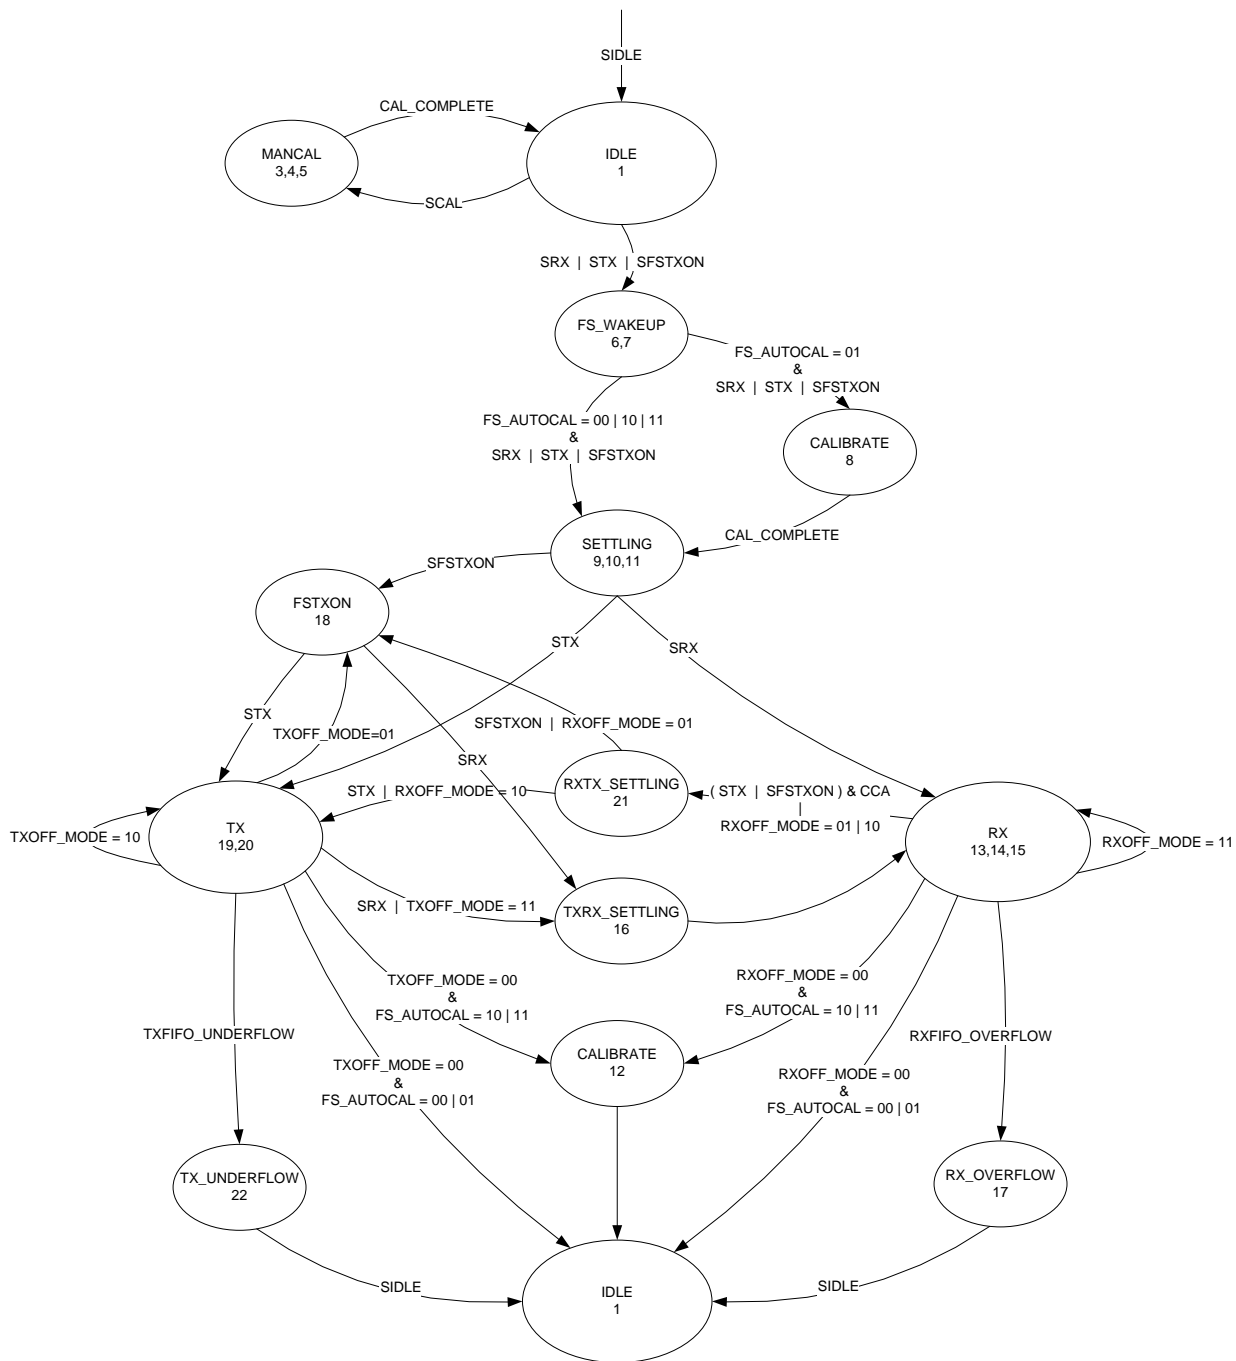 SIDLE
CAL_COMPLETE
MANCAL
3,4,5
IDLE
1
SCAL
SRX | STX | SFSTXON
FS_WAKEUP
6,7
FS_AUTOCAL = 01
&
SRX | STX | SFSTXON
FS_AUTOCAL = 00 | 10 | 11
&
SRX | STX | SFSTXON
CALIBRATE
8
CAL_COMPLETE
SETTLING
9,10,11
SFSTXON
FSTXON
18
STX
SRX
STX
TXOFF_MODE=01
SFSTXON | RXOFF_MODE = 01
SRX
RXTX_SETTLING
21
STX | RXOFF_MODE = 10
( STX | SFSTXON ) & CCA
|
RXOFF_MODE = 01 | 10
TXOFF_MODE = 10
TX
19,20
RX
13,14,15
RXOFF_MODE = 11
SRX | TXOFF_MODE = 11
TXRX_SETTLING
16
TXOFF_MODE = 00
&
FS_AUTOCAL = 10 | 11
RXOFF_MODE = 00
&
FS_AUTOCAL = 10 | 11
TXFIFO_UNDERFLOW
RXFIFO_OVERFLOW
CALIBRATE
12
TXOFF_MODE = 00
&
FS_AUTOCAL = 00 | 01
RXOFF_MODE = 00
&
FS_AUTOCAL = 00 | 01
TX_UNDERFLOW
22
RX_OVERFLOW
17
SIDLE
SIDLE
IDLE
1